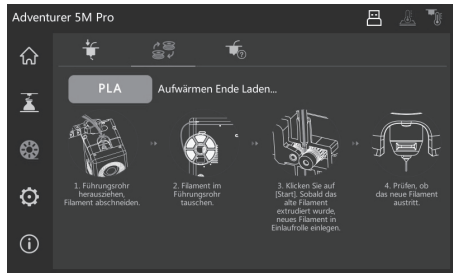 Adventurer 5M Pro
PLA
Aufwärmen Ende Laden...
1. Führungsrohr
herausziehen,
Filament abschneiden.
2. Filament im
Führungsrohr
tauschen.
3. Klicken Sie auf
[Start]. Sobald das
alte Filament
extrudiert wurde,
neues Filament in
Einlaufrolle einlegen.
4. Prüfen, ob
das neue Filament
austritt.